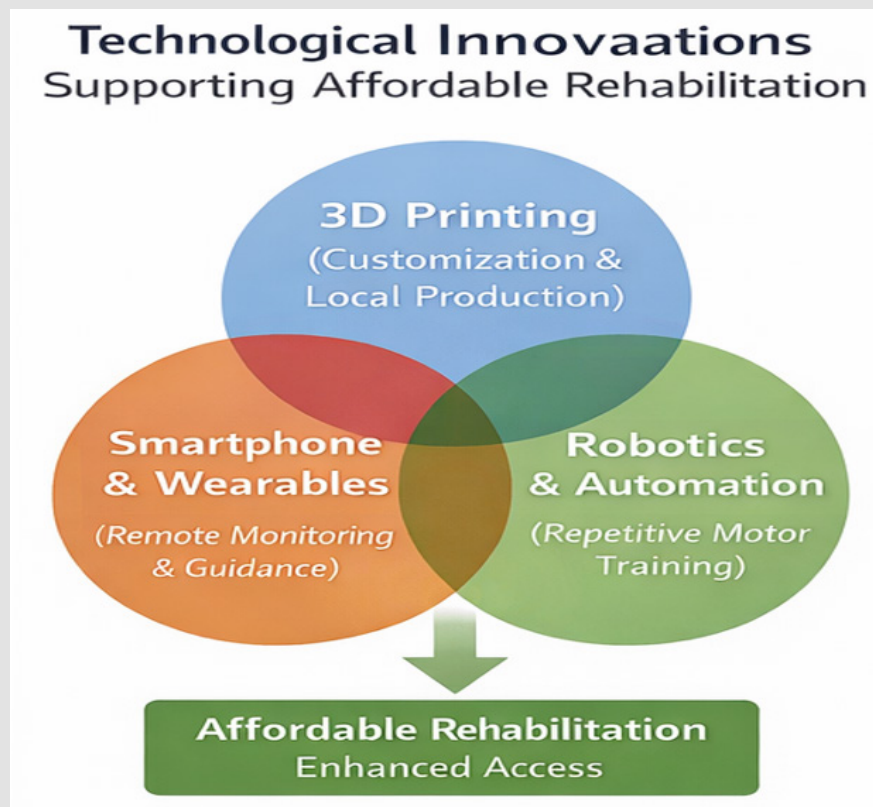 Technological Innovaations
Supporting Affordable Rehabilitation
3D Printing
(Customization &
Local Production)
Smartphone
& Wearables
(Remote Monitoring
& Guidance)
Robotics
& Automation
(Repetitive Motor
Training)
Affordable Rehabilitation
Enhanced Access